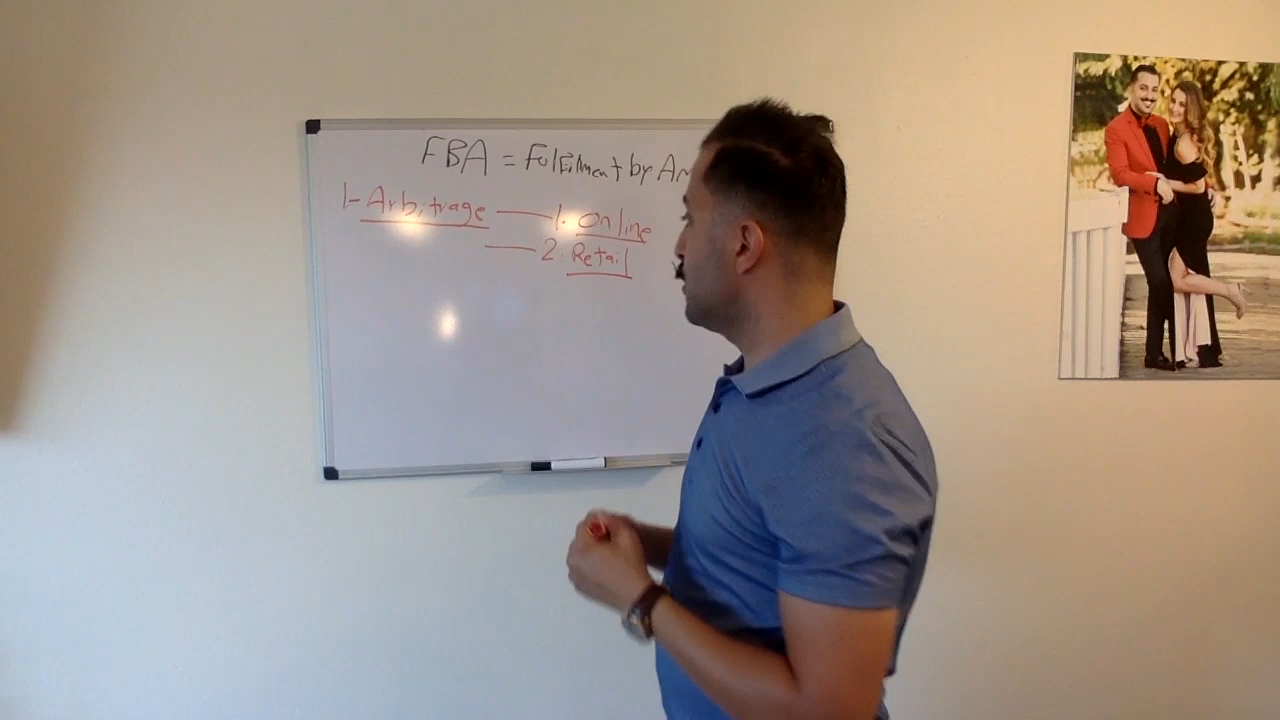 FBA = Fulfilment by
1- Arbitrage — 1. Online
— 2. Retail